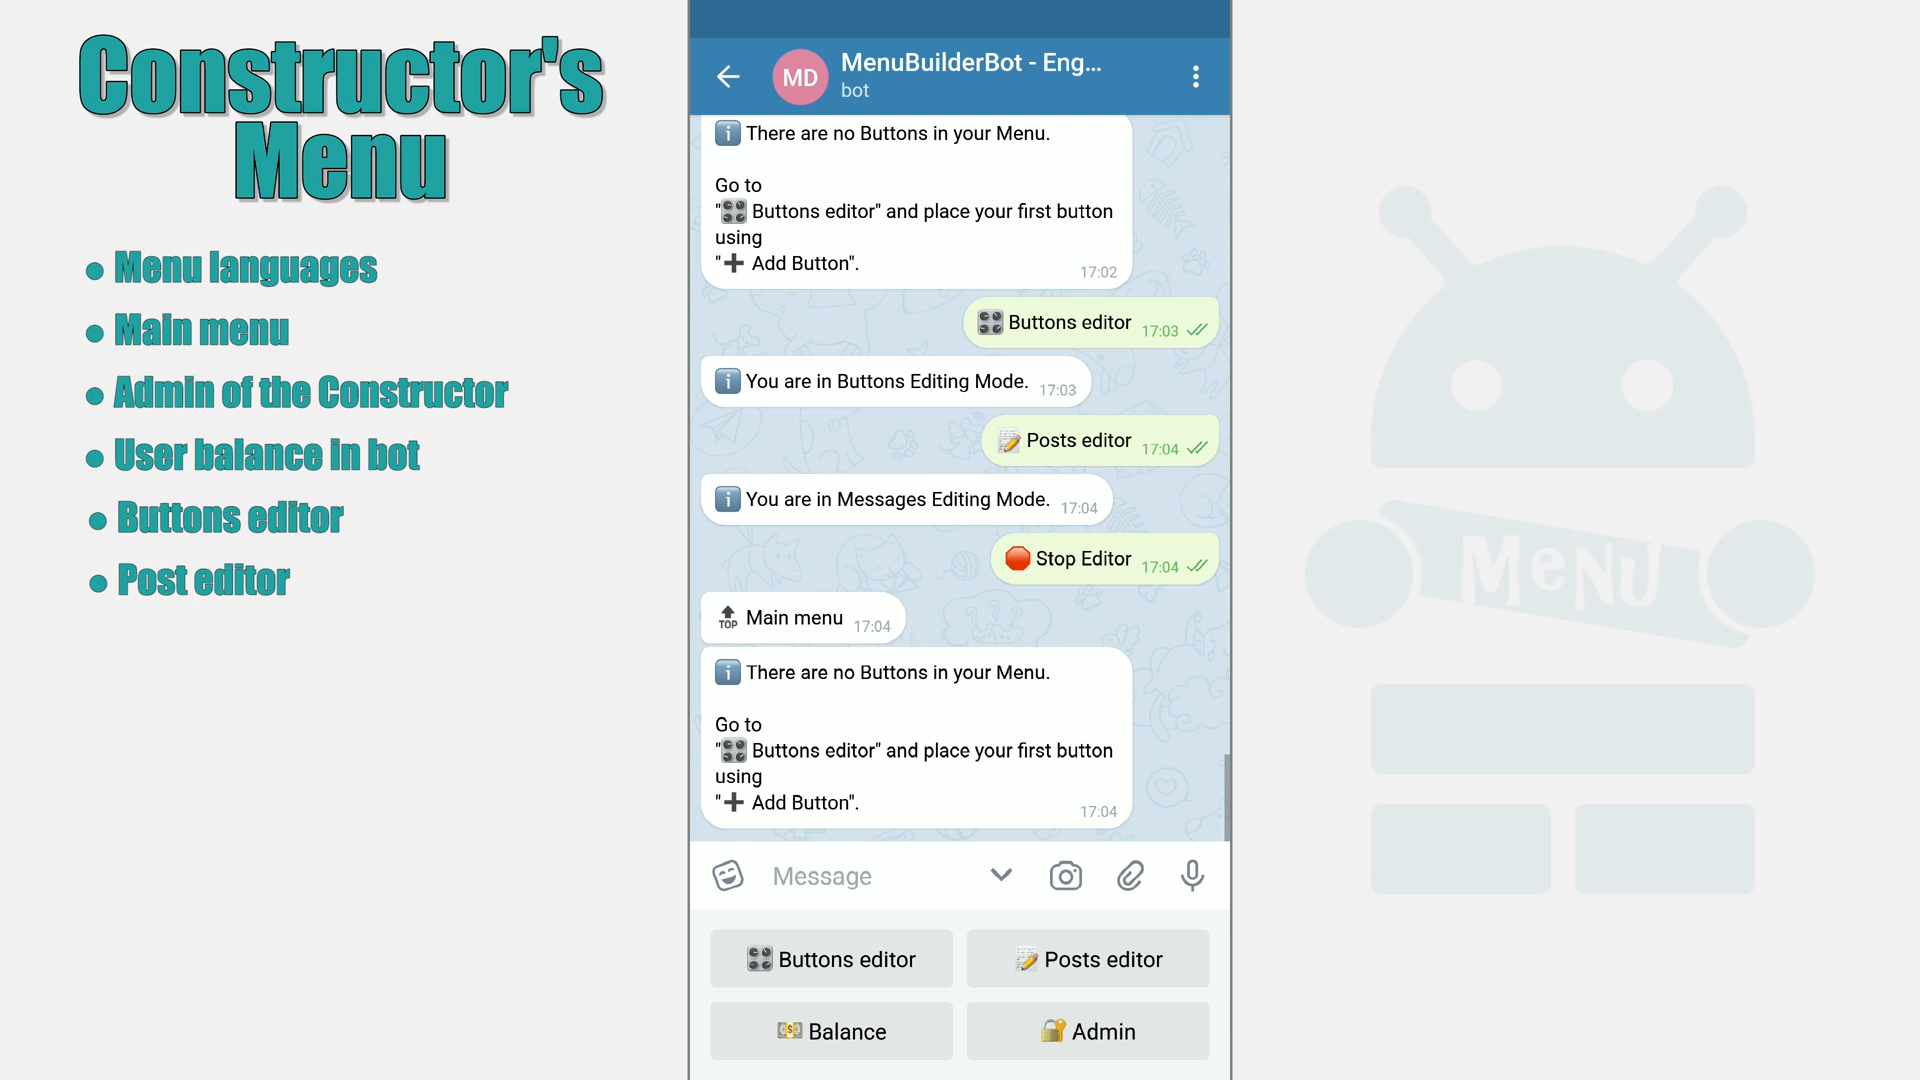 Constructor's
Menu
● Menu languages
● Main menu
● Admin of the Constructor
● User balance in bot
● Buttons editor
● Post editor
MD
MenuBuilderBot - Eng...
bot
There are no Buttons in your Menu.
Go to
"🎛 Buttons editor" and place your first button
using
"➕ Add Button".
17:02
🎛 Buttons editor 17:03
You are in Buttons Editing Mode. 17:03
📝 Posts editor 17:04
You are in Messages Editing Mode. 17:04
🛑 Stop Editor 17:04
🔝 Main menu 17:04
There are no Buttons in your Menu.
Go to
"🎛 Buttons editor" and place your first button
using
"➕ Add Button".
17:04
Message
🎛 Buttons editor
📝 Posts editor
💵 Balance
🔐 Admin
MeNU